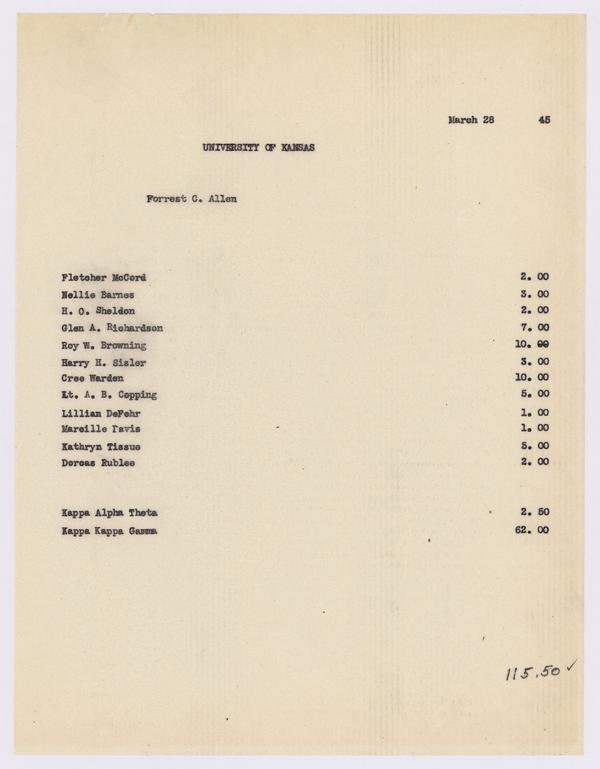 March 28 45
UNIVERSITY OF KANSAS
Forrest C. Allen
Fletcher McCord 2. 00
Nellie Barnes 3. 00
H. O. Sheldon 2. 00
Glen A. Richardson 7. 00
Roy W. Browning 10. 00
Harry H. Sisler 3. 00
Cree Warden 10. 00
Lt. A. B. Copping 5. 00
Lillian DeFehr 1. 00
Mareille Davis 1. 00
Kathryn Tissue 5. 00
Dorcas Rublee 2. 00
Kappa Alpha Theta 2. 50
Kappa Kappa Gamma 62. 00
115.50 ✓